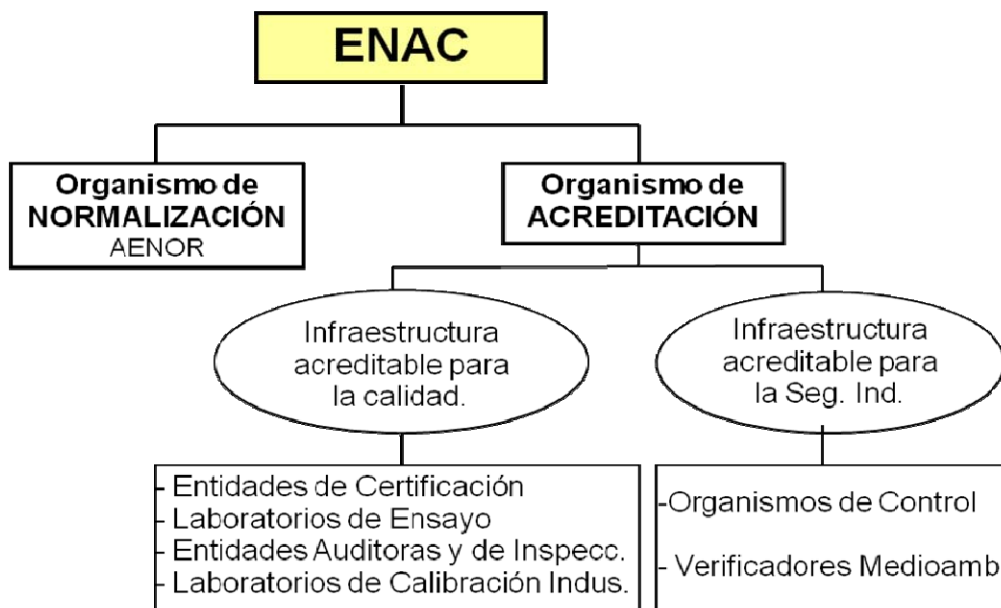 ENAC
Organismo de
NORMALIZACIÓN
AENOR
Organismo de
ACREDITACIÓN
Infraestructura
acreditable para
la calidad.
Infraestructura
acreditable para
la Seg. Ind.
- Entidades de Certificación
- Laboratorios de Ensayo
- Entidades Auditoras y de Inspecc.
- Laboratorios de Calibración Indus.
-Organismos de Control
- Verificadores Medioamb